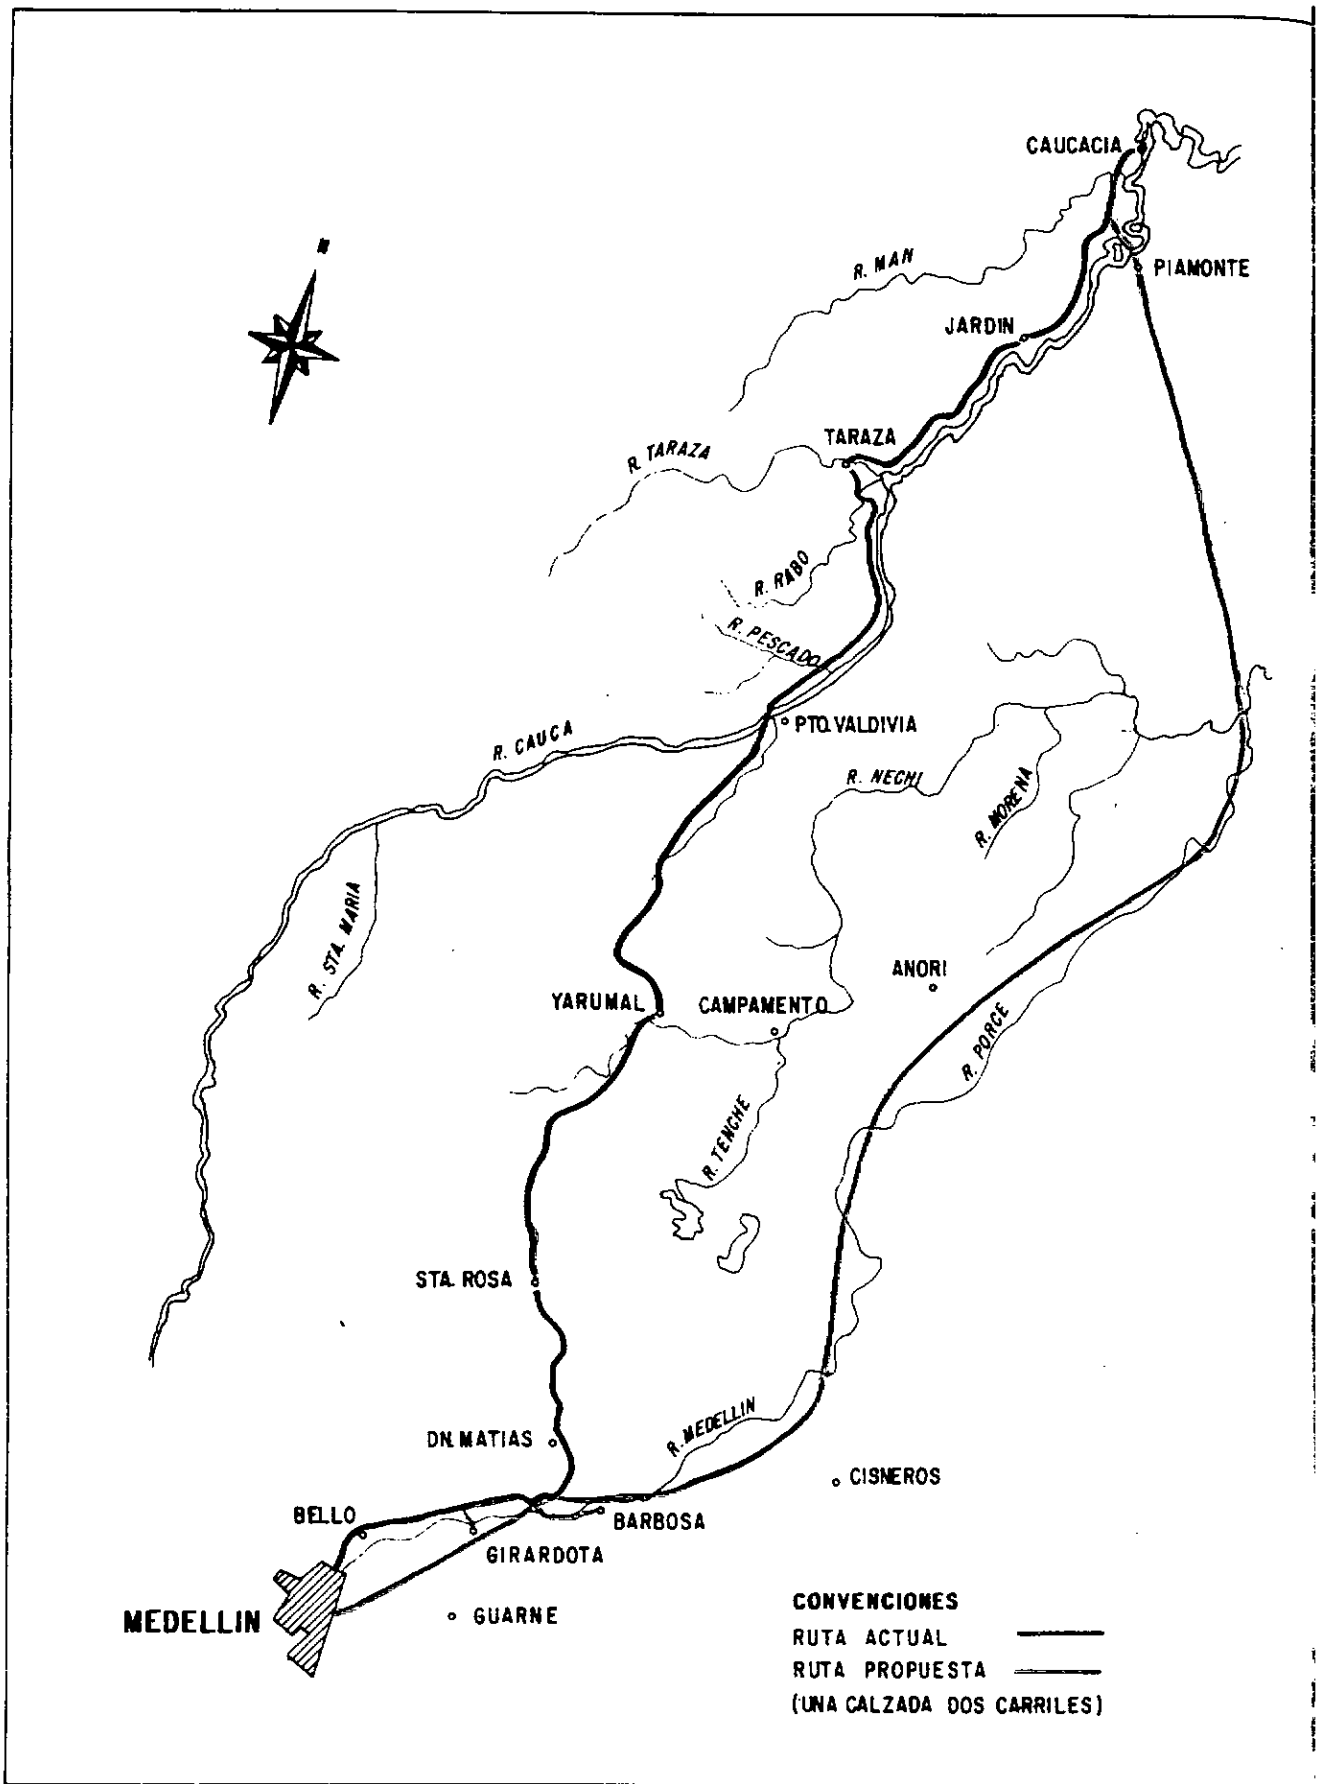 CAUCACIA
N
R. MAN
PIAMONTE
JARDIN
TARAZA
R. TARAZA
R. RABO
R. PESCADO
PTO. VALDIVIA
R. CAUCA
R. NECHI
R. MORENA
R. STA. MARIA
ANORI
YARUMAL
CAMPAMENTO
R. PORCE
R. TENCHE
STA. ROSA
R. MEDELLIN
DN. MATIAS
CISNEROS
BELLO
BARBOSA
GIRARDOTA
MEDELLIN
GUARNE
CONVENCIONES
RUTA ACTUAL
RUTA PROPUESTA
(UNA CALZADA DOS CARRILES)